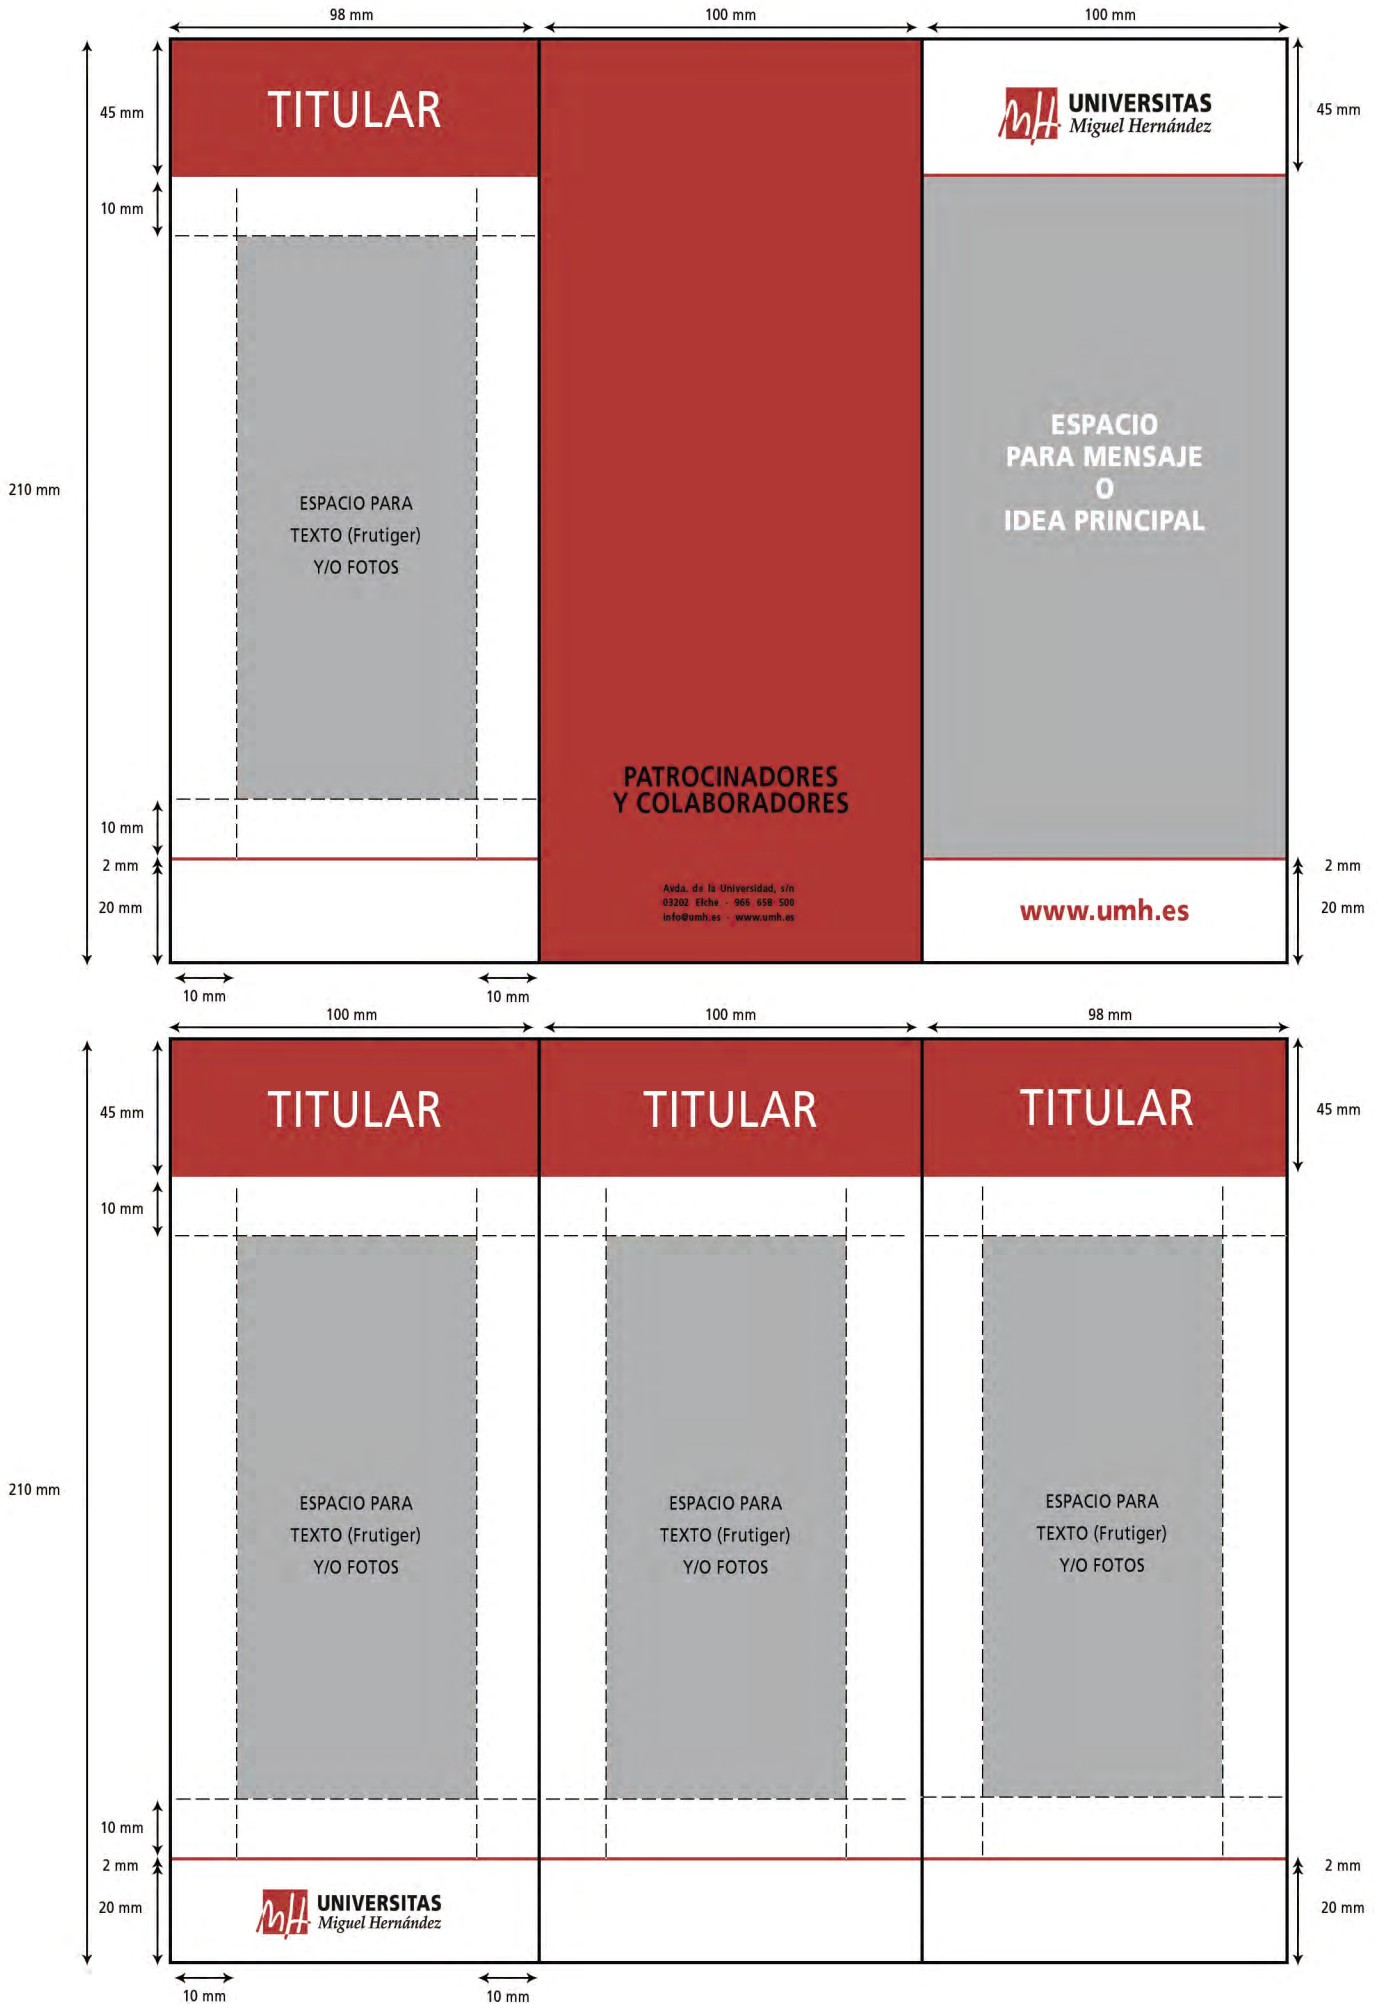 98 mm
100 mm
100 mm
45 mm
TITULAR
UNIVERSITAS
Miguel Hernández
45 mm
10 mm
210 mm
ESPACIO PARA
TEXTO (Frutiger)
Y/O FOTOS
ESPACIO
PARA MENSAJE
O
IDEA PRINCIPAL
PATROCINADORES
Y COLABORADORES
10 mm
2 mm
20 mm
Avda. de la Universidad, s/n
03202 Elche - 966 658 500
info@umh.es - www.umh.es
www.umh.es
2 mm
20 mm
10 mm
10 mm
100 mm
100 mm
98 mm
45 mm
TITULAR
TITULAR
TITULAR
45 mm
10 mm
210 mm
ESPACIO PARA
TEXTO (Frutiger)
Y/O FOTOS
ESPACIO PARA
TEXTO (Frutiger)
Y/O FOTOS
ESPACIO PARA
TEXTO (Frutiger)
Y/O FOTOS
10 mm
2 mm
20 mm
UNIVERSITAS
Miguel Hernández
2 mm
20 mm
10 mm
10 mm